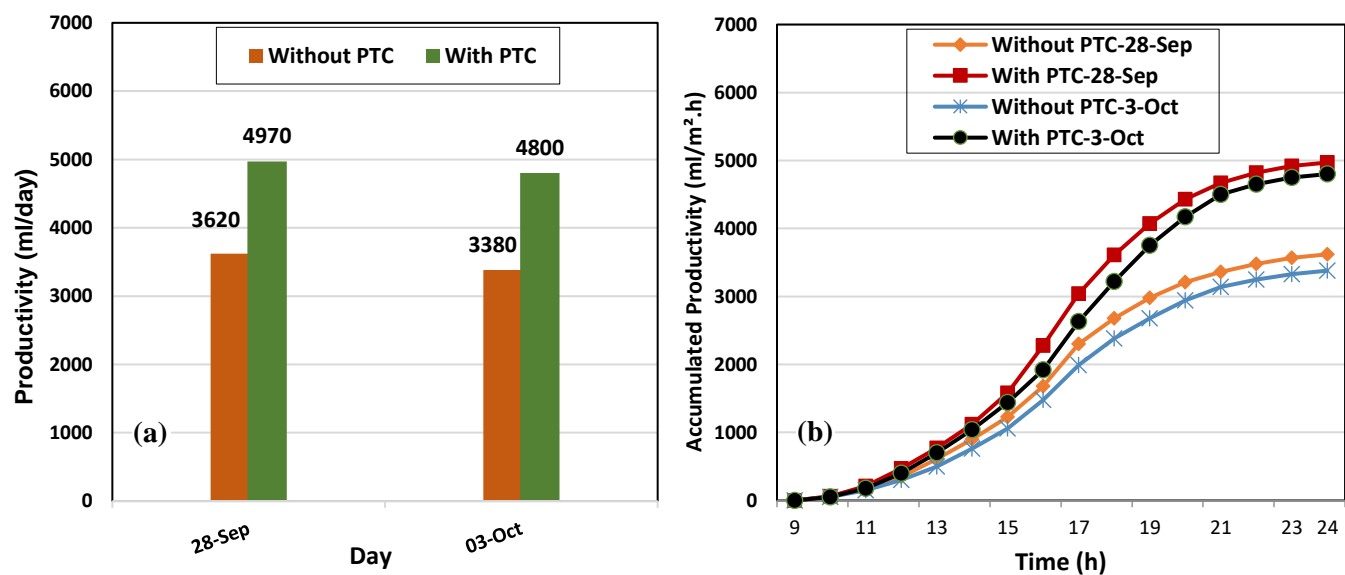 7000
6000
5000
4000
3000
2000
1000
0
Productivity (ml/day)
Without PTC
With PTC
3620
4970
3380
4800
(a)
28-Sep
03-Oct
Day
7000
6000
5000
4000
3000
2000
1000
0
Accumulated Productivity (ml/m².h)
Without PTC-28-Sep
With PTC-28-Sep
Without PTC-3-Oct
With PTC-3-Oct
(b)
9 11 13 15 17 19 21 23 24
Time (h)